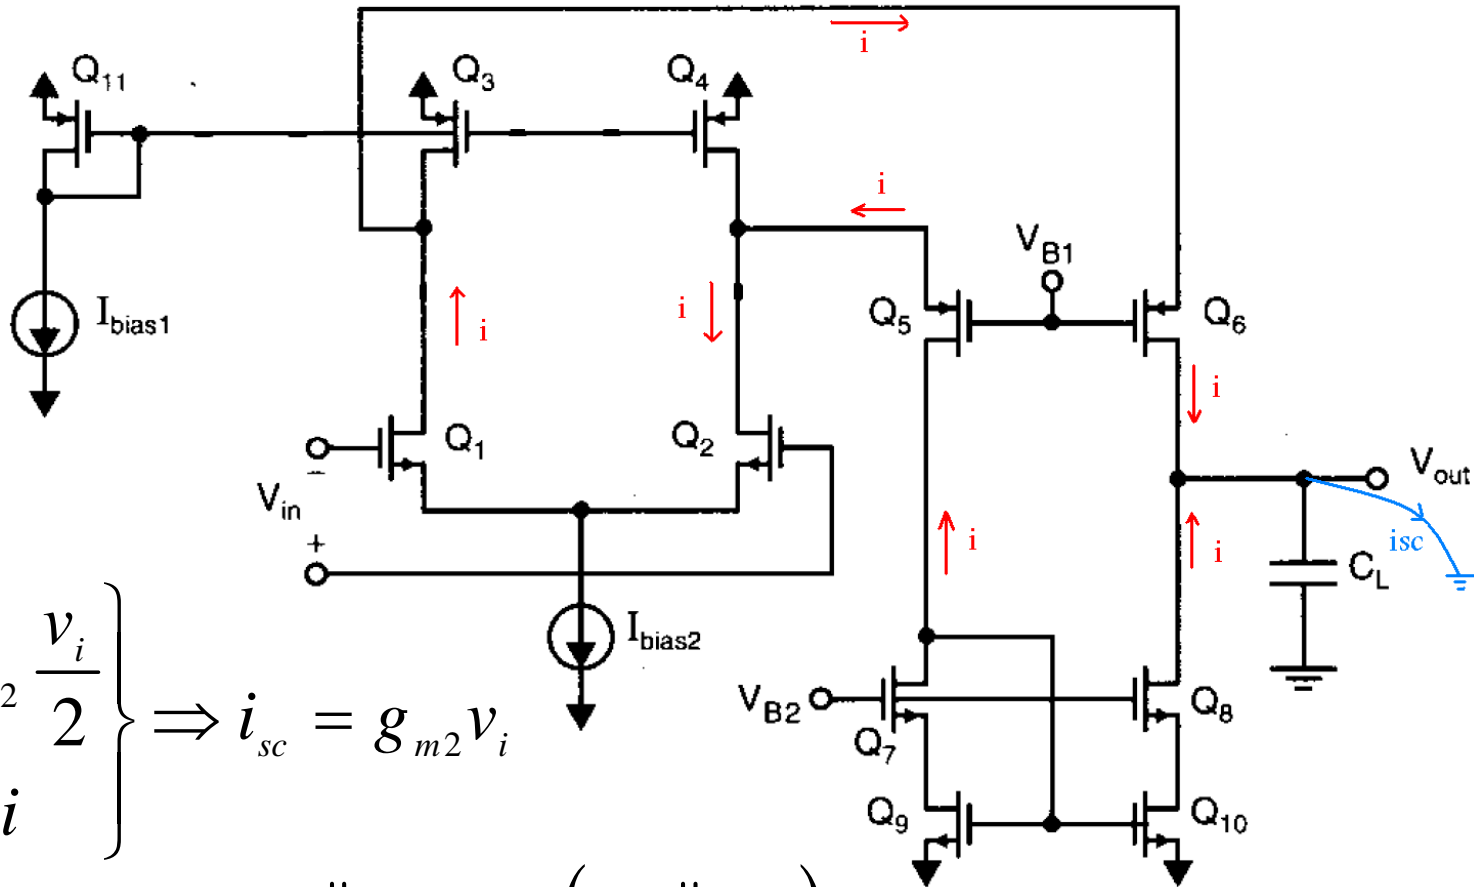 i
Q11
Q3
Q4
i
VB1
Ibias1
i
i
Q5
Q6
i
Q1
Q2
Vout
Vin
−
+
i
i
isc
CL
Ibias2
2 vi/2 } ⇒ isc = gm2vi
i
VB2
Q7
Q8
Q9
Q10